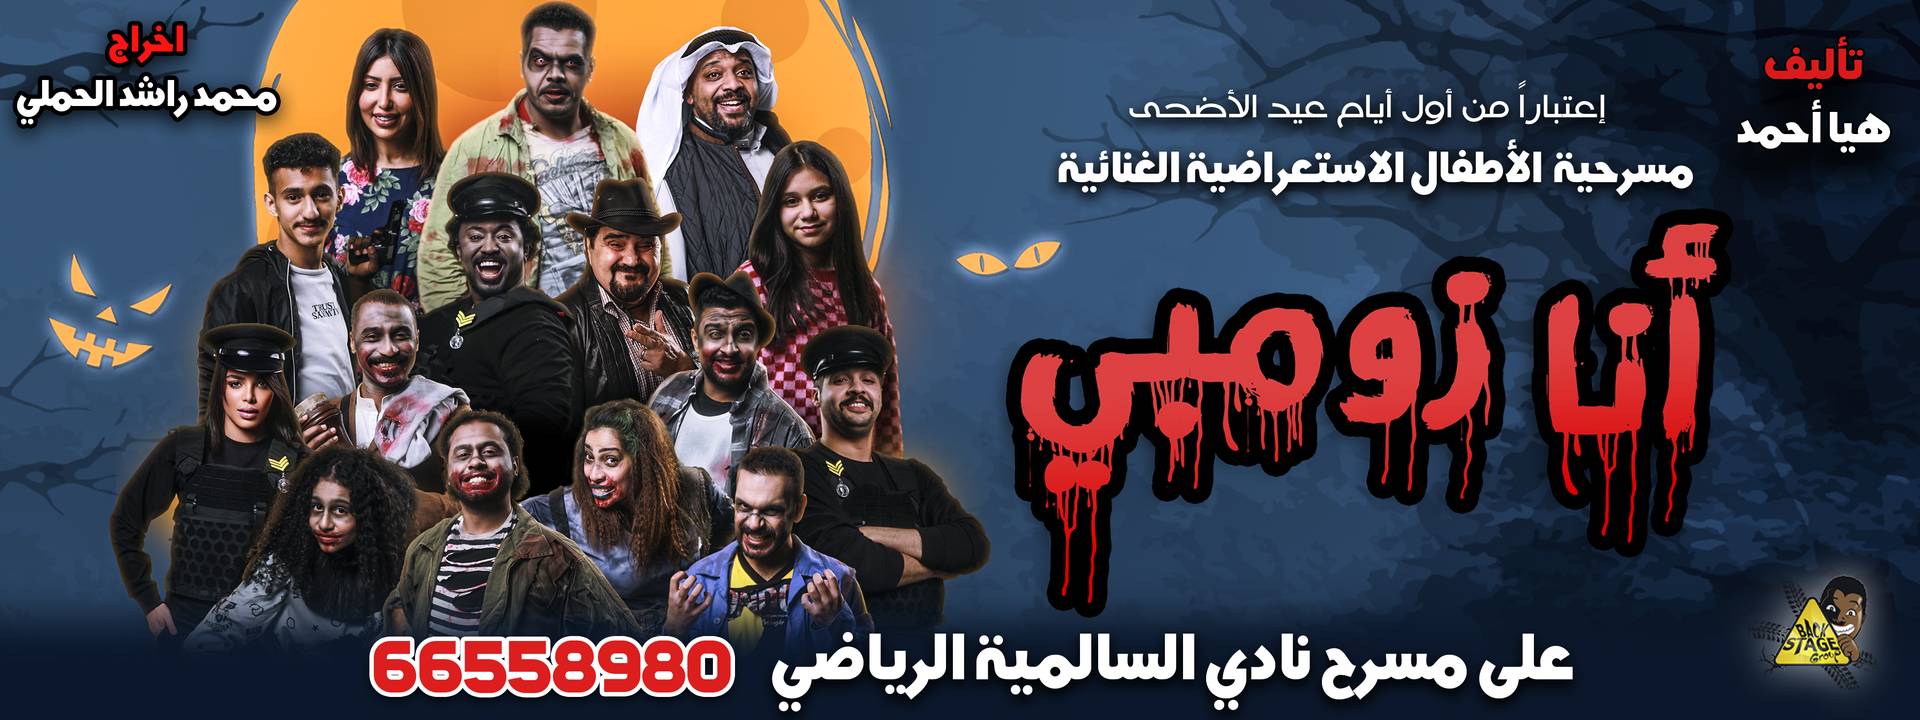 تأليف
هيا أحمد
اخراج
محمد راشد الحملي
إعتباراً من أول أيام عيد الأضحى
مسرحية الأطفال الاستعراضية الغنائية
أنا زومبي
على مسرح نادي السالمية الرياضي
66558980
BACK
STAGE
Group